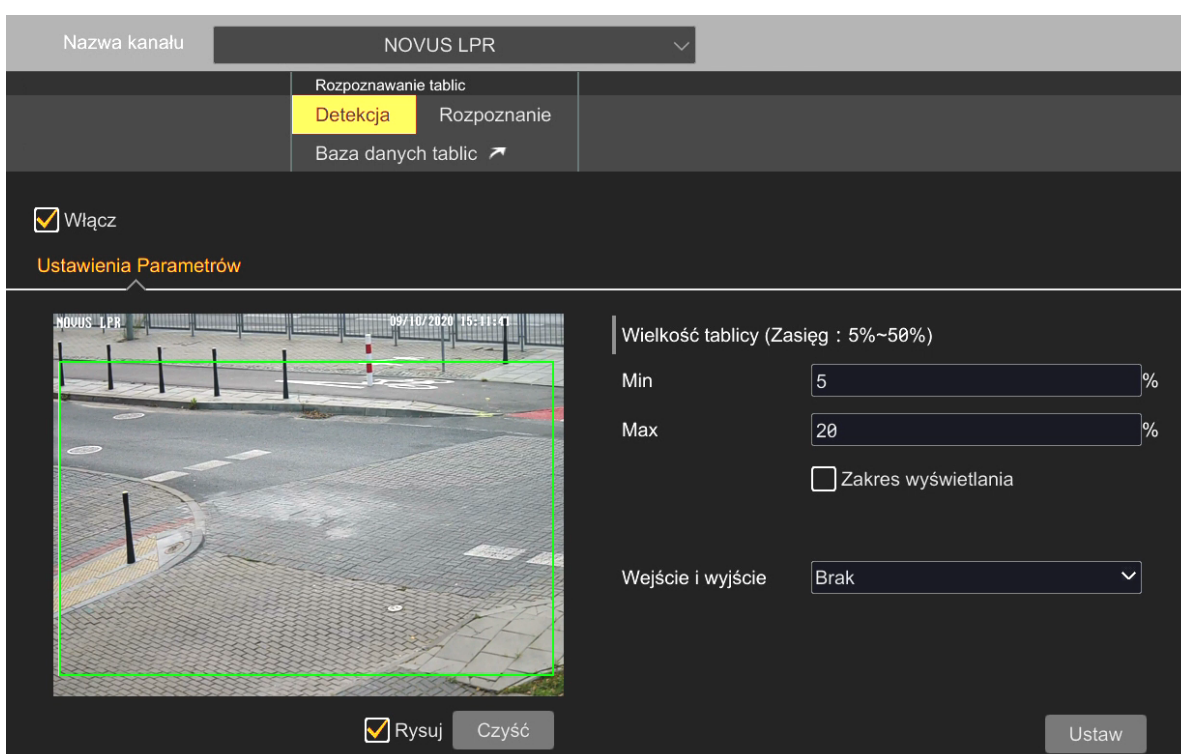 Nazwa kanału NOVUS LPR
Rozpoznawanie tablic
Detekcja Rozpoznanie
Baza danych tablic
Włącz
Ustawienia Parametrów
NOVUS LPR 09/10/2020 15:11:41
Wielkość tablicy (Zasięg : 5%~50%)
Min 5 %
Max 20 %
Zakres wyświetlania
Wejście i wyjście Brak
Rysuj Czyść
Ustaw